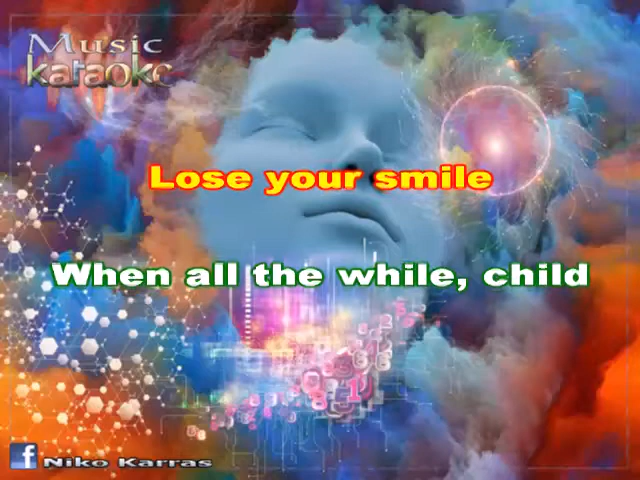 Music
karaoke
Lose your smile
When all the while, child
Niko Karras